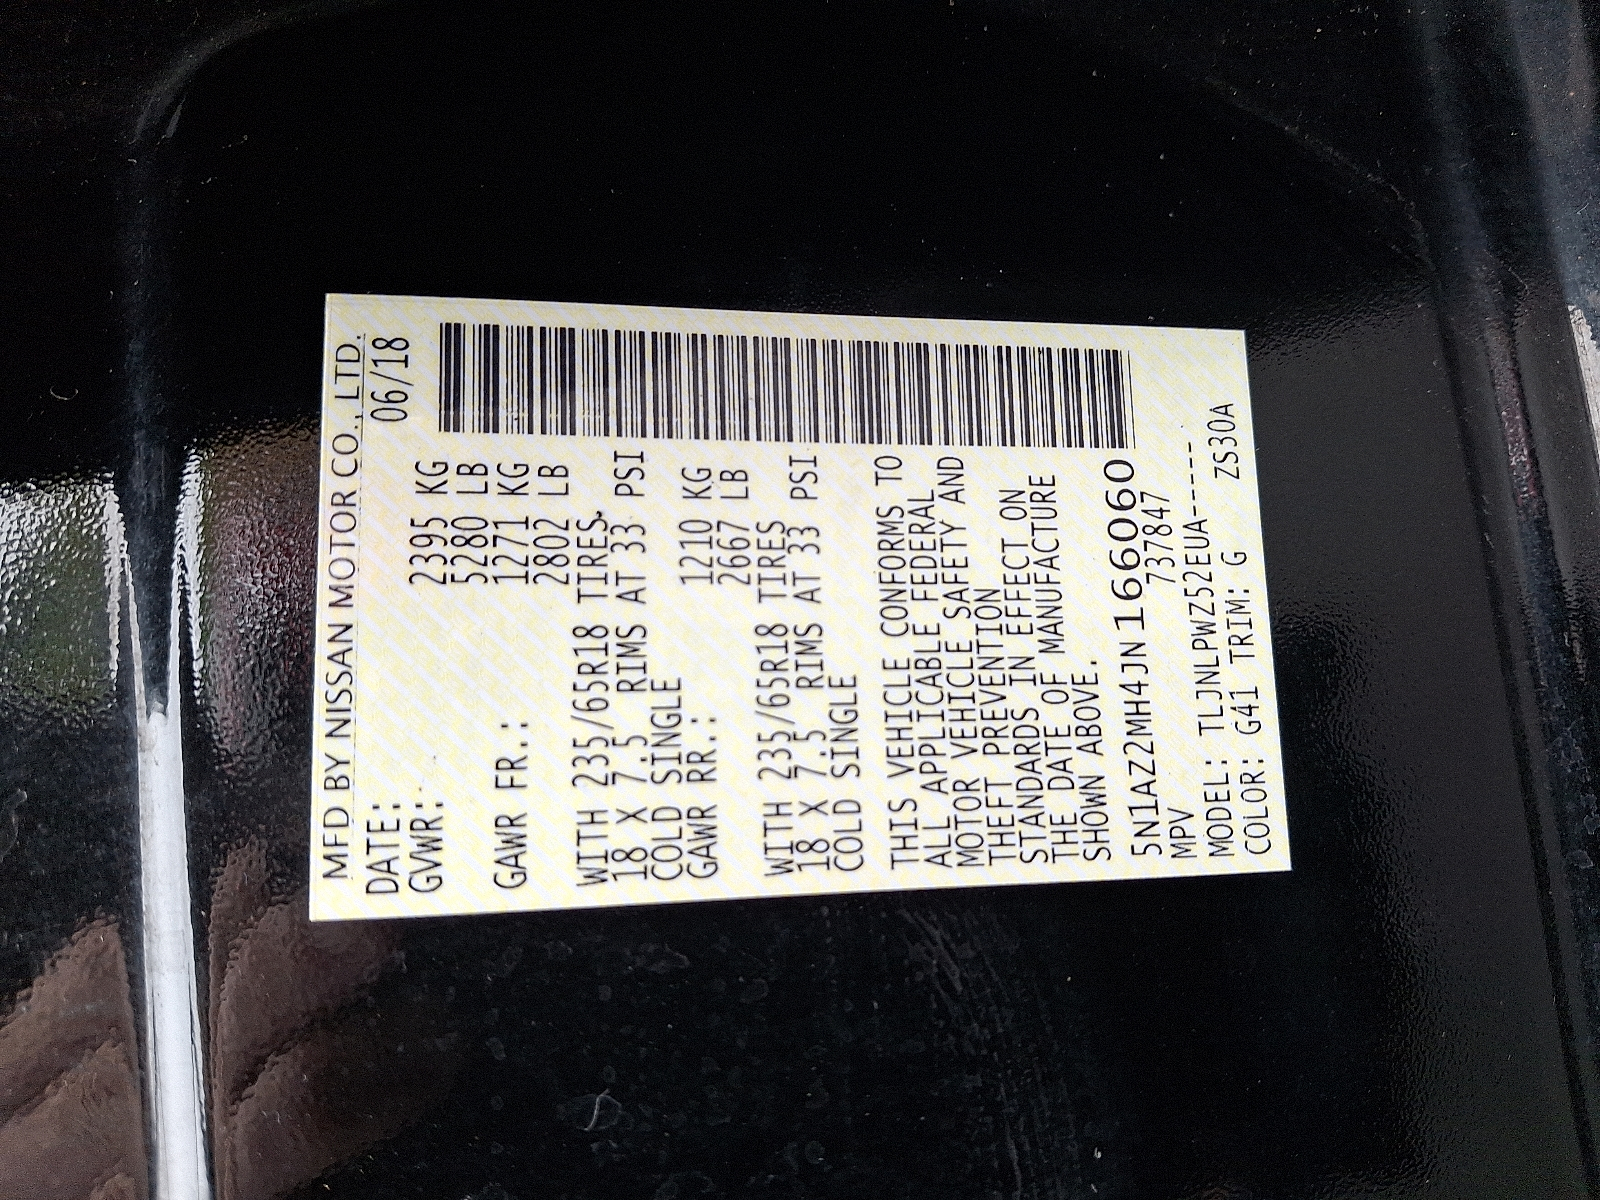 MFD BY NISSAN MOTOR CO., LTD.
DATE: 06/18
GVWR: 2395 KG
5280 LB
GAWR FR.: 1271 KG
2802 LB
WITH 235/65R18 TIRES,
18 X 7.5 RIMS AT 33 PSI
COLD SINGLE
GAWR RR.: 1210 KG
2667 LB
WITH 235/65R18 TIRES
18 X 7.5 RIMS AT 33 PSI
COLD SINGLE
THIS VEHICLE CONFORMS TO
ALL APPLICABLE FEDERAL
MOTOR VEHICLE SAFETY AND
THEFT PREVENTION
STANDARDS IN EFFECT ON
THE DATE OF MANUFACTURE
SHOWN ABOVE.
5N1AZ2MH4JN166060
MPV 737847
MODEL: TLJNLPWZ52EUA-----
COLOR: G41 TRIM: G ZS30A